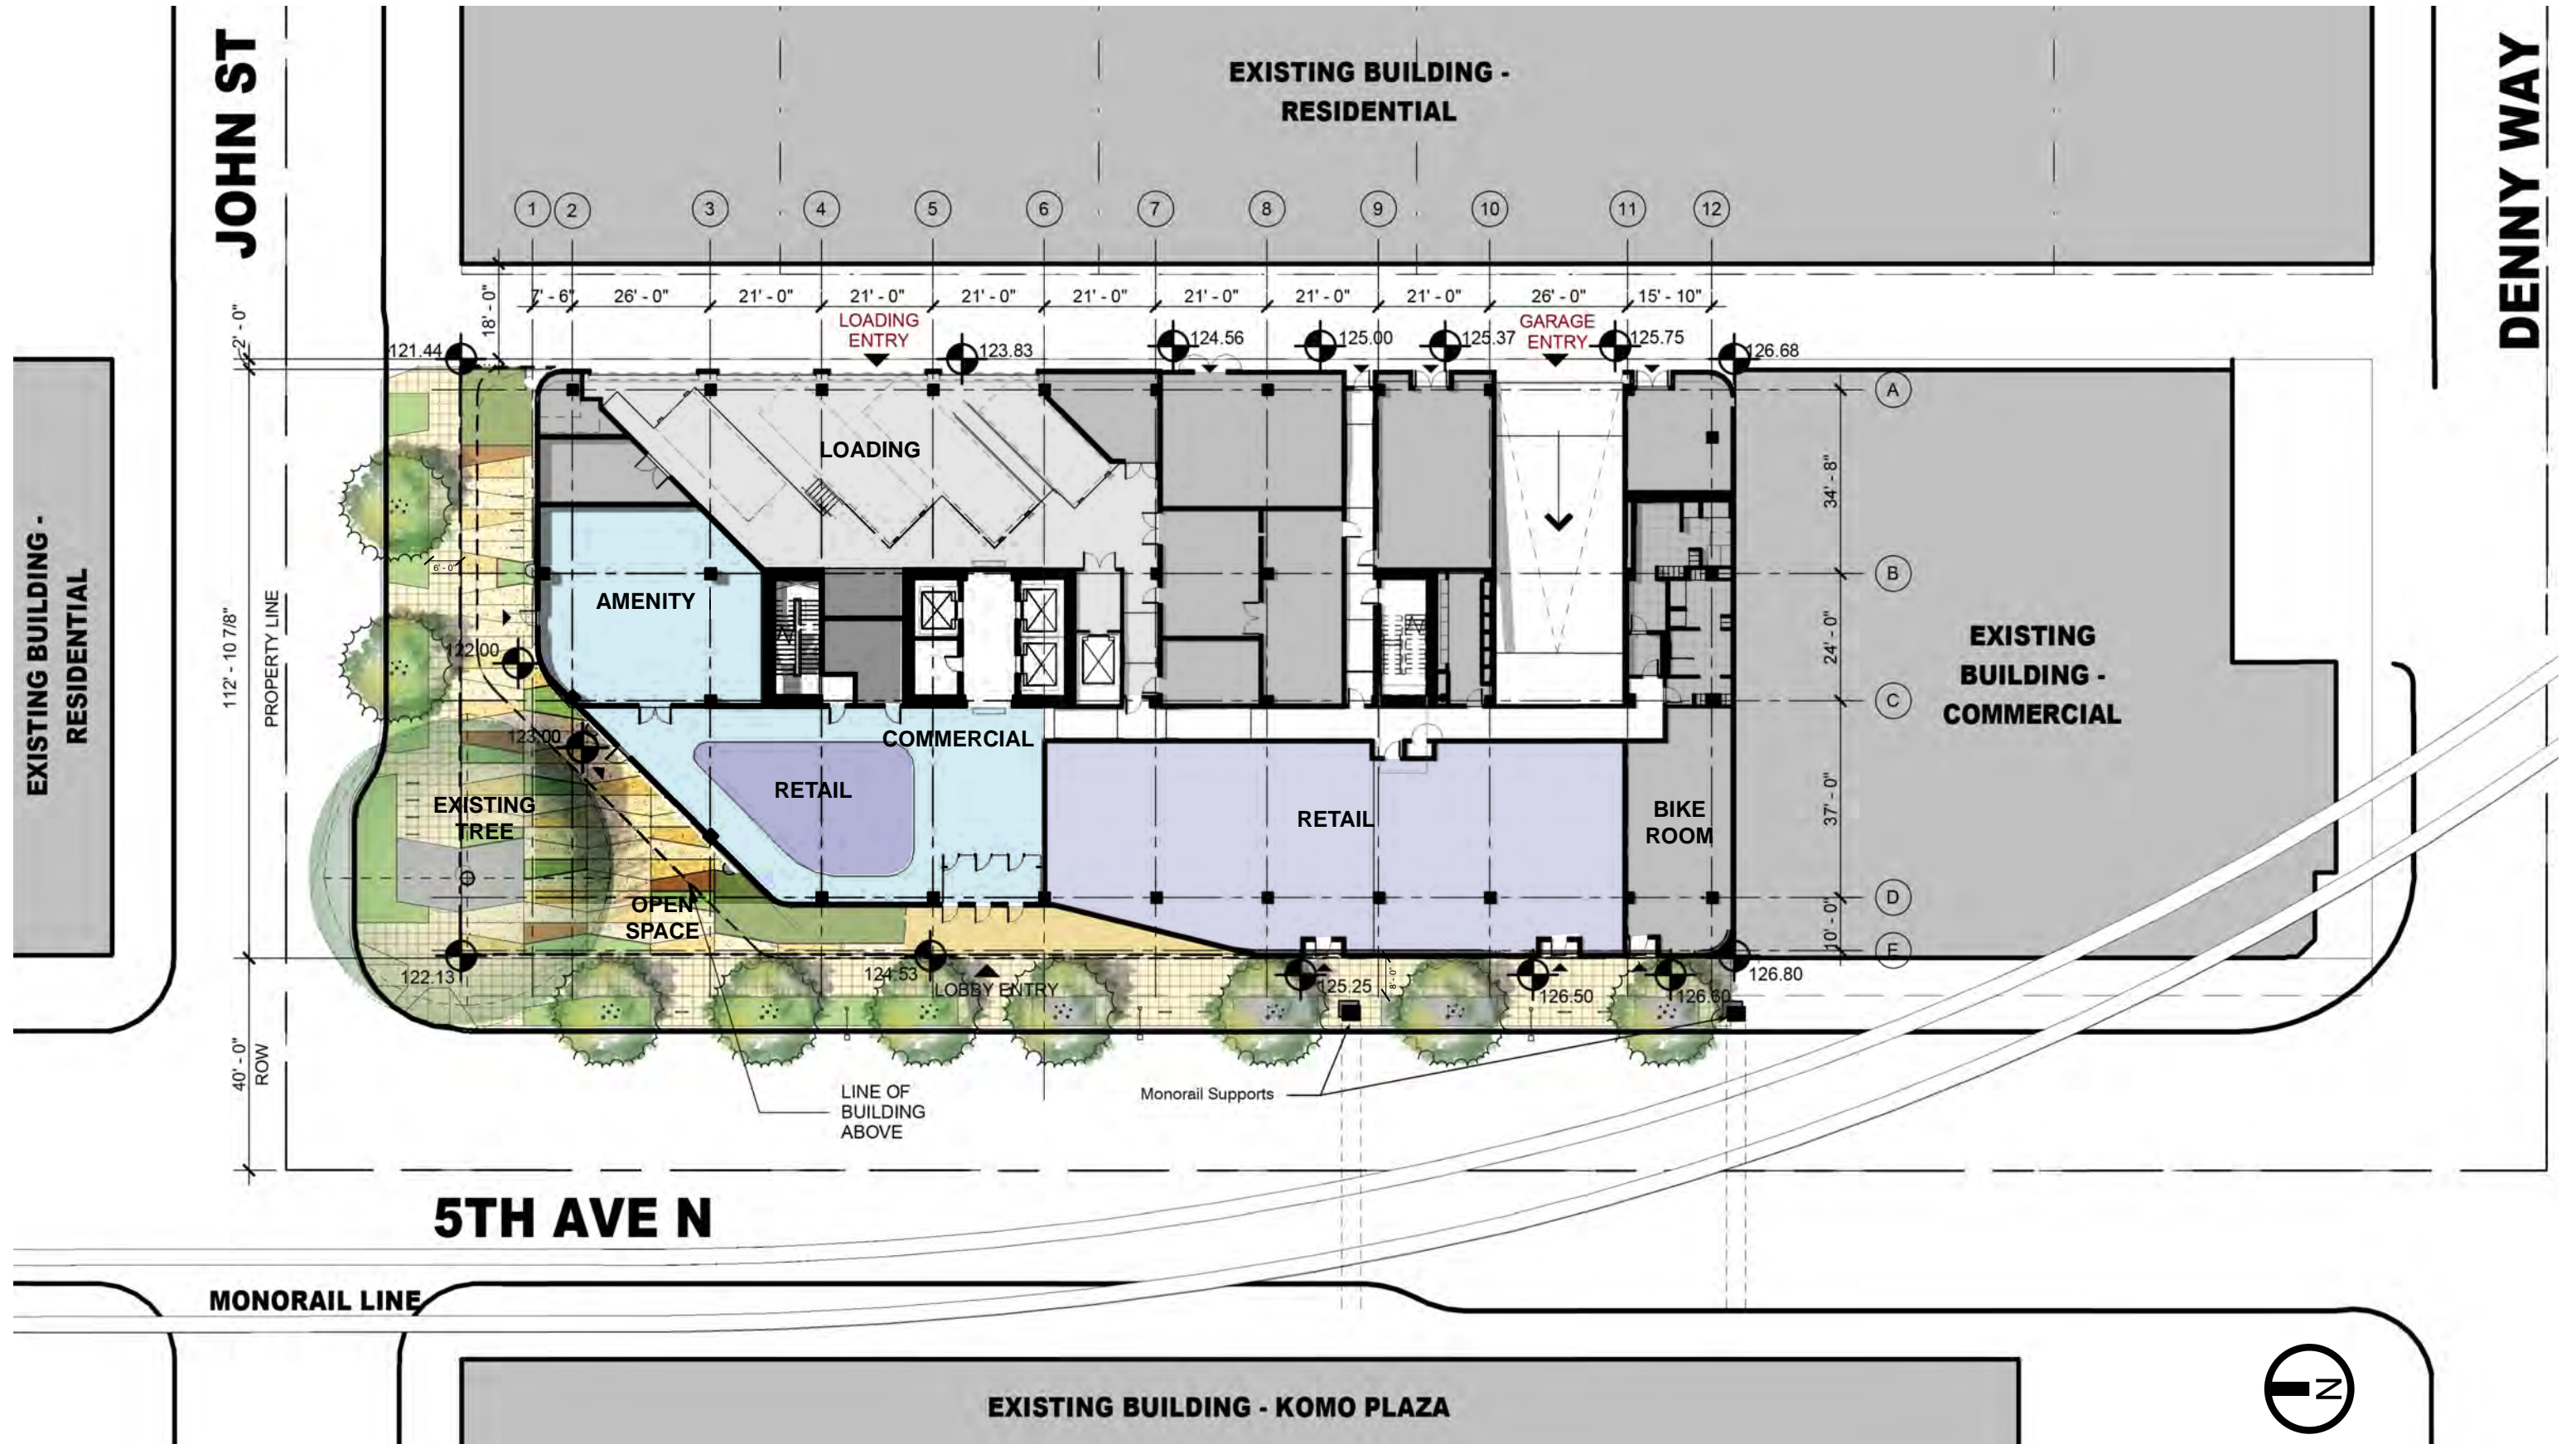 JOHN ST
DENNY WAY
EXISTING BUILDING -
RESIDENTIAL
1
2
3
4
5
6
7
8
9
10
11
12
2' - 0"
18' - 0"
7' - 6"
26' - 0"
21' - 0"
21' - 0"
21' - 0"
21' - 0"
21' - 0"
21' - 0"
21' - 0"
26' - 0"
15' - 10"
LOADING
ENTRY
GARAGE
ENTRY
121.44
123.83
124.56
125.00
125.37
125.75
126.68
A
34' - 8"
LOADING
EXISTING BUILDING -
RESIDENTIAL
112' - 10 7/8"
PROPERTY LINE
6' - 0"
B
AMENITY
24' - 0"
EXISTING
BUILDING -
COMMERCIAL
122.00
C
123.00
COMMERCIAL
RETAIL
RETAIL
EXISTING
TREE
BIKE
ROOM
37' - 0"
OPEN
SPACE
D
10' - 0"
E
122.13
124.53
LOBBY ENTRY
125.25
8' - 0"
126.50
126.60
126.80
40' - 0"
ROW
LINE OF
BUILDING
ABOVE
Monorail Supports
5TH AVE N
MONORAIL LINE
EXISTING BUILDING - KOMO PLAZA
N